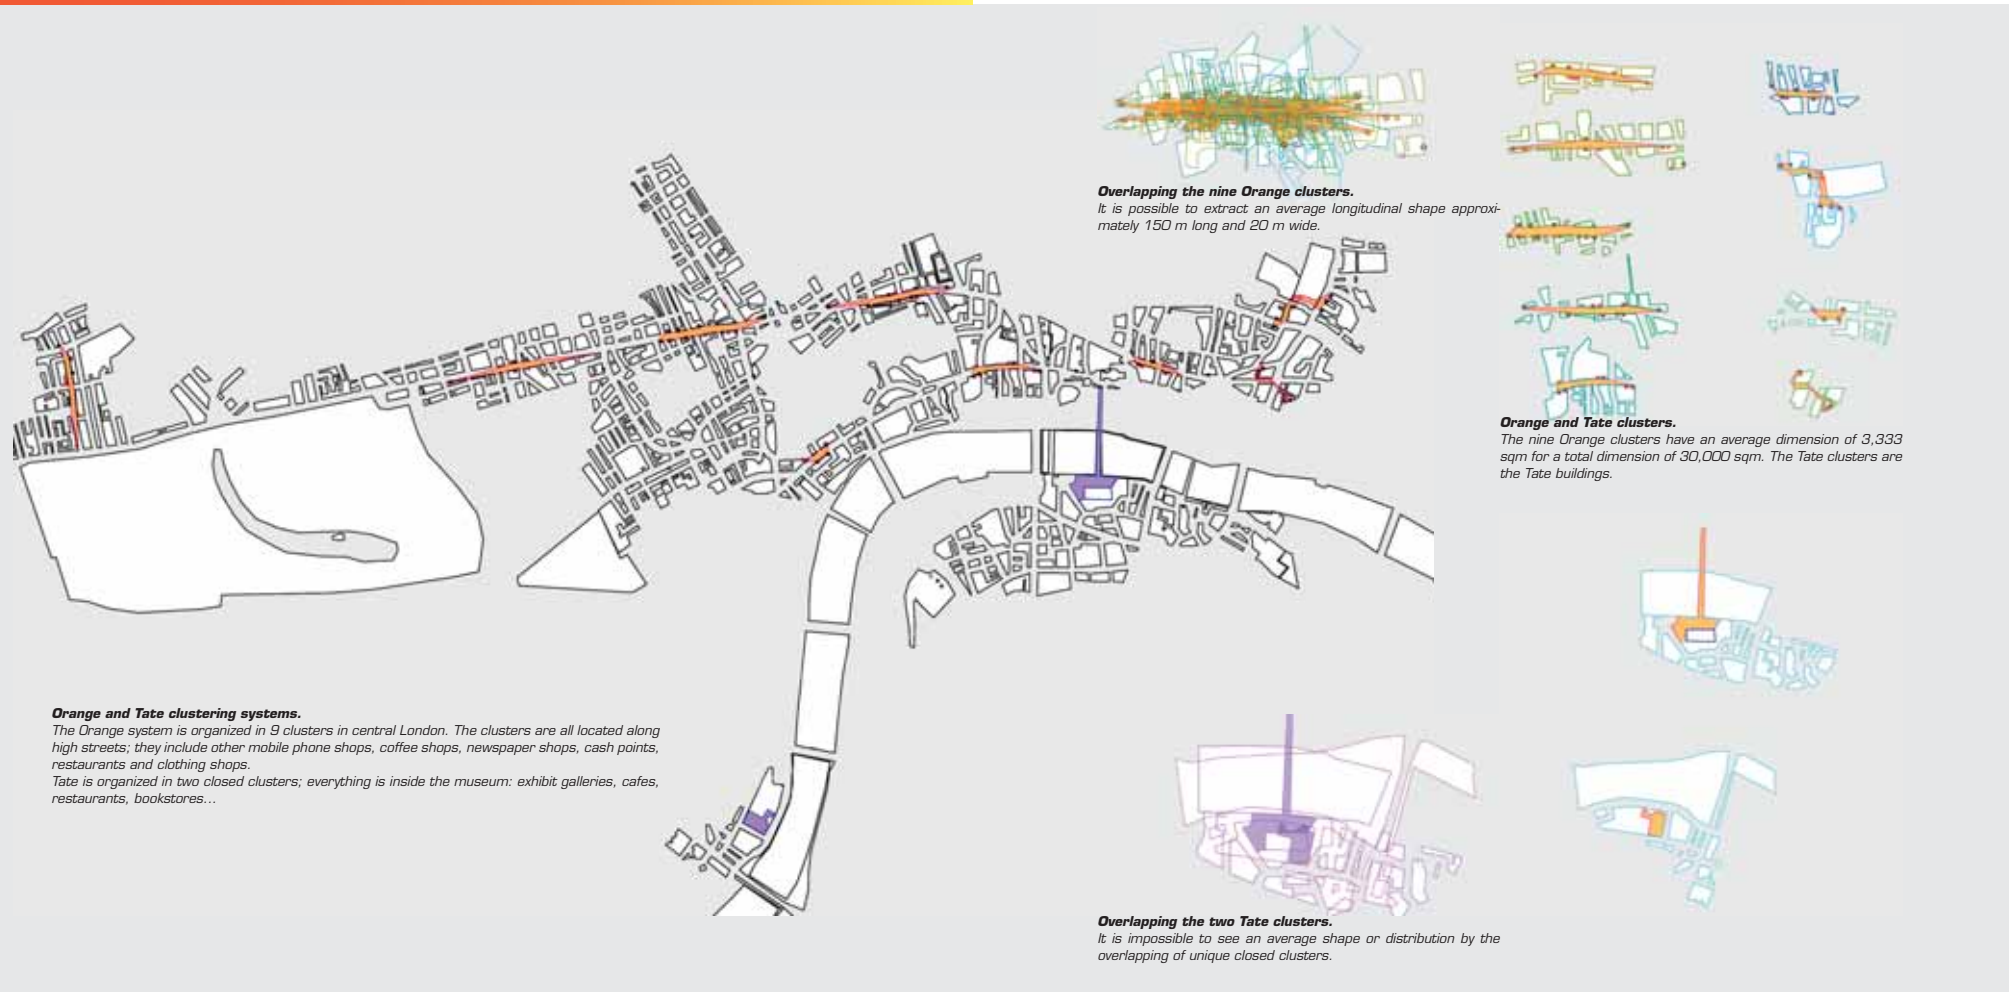 Overlapping the nine Orange clusters.
It is possible to extract an average longitudinal shape approxi-
mately 150 m long and 20 m wide.
Orange and Tate clusters.
The nine Orange clusters have an average dimension of 3,333
sqm for a total dimension of 30,000 sqm. The Tate clusters are
the Tate buildings.
Orange and Tate clustering systems.
The Orange system is organized in 9 clusters in central London. The clusters are all located along
high streets; they include other mobile phone shops, coffee shops, newspaper shops, cash points,
restaurants and clothing shops.
Tate is organized in two closed clusters; everything is inside the museum: exhibit galleries, cafes,
restaurants, bookstores...
Overlapping the two Tate clusters.
It is impossible to see an average shape or distribution by the
overlapping of unique closed clusters.